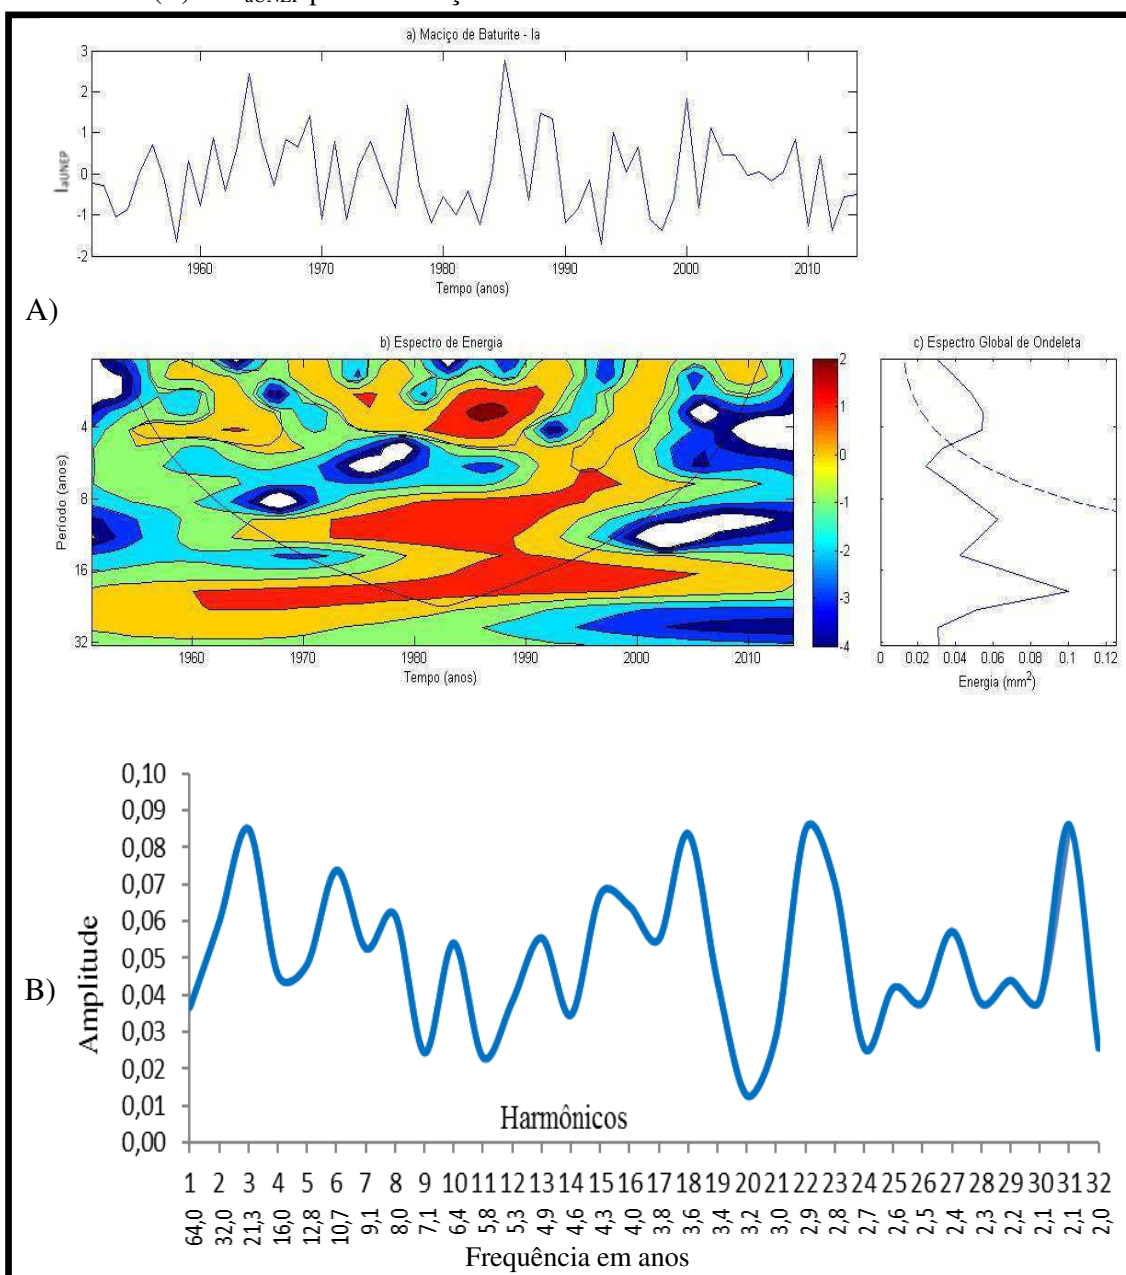 a) Maciço de Baturite - Ia
3
2
1
0
-1
-2
IaUNEP
1960 1970 1980 1990 2000 2010
Tempo (anos)
A)
b) Espectro de Energia
4
8
16
32
Período (anos)
1960 1970 1980 1990 2000 2010
Tempo (anos)
2
1
0
-1
-2
-3
-4
c) Espectro Global de Ondeleta
0 0.02 0.04 0.06 0.08 0.1 0.12
Energia (mm²)
B)
Amplitude
0,10
0,09
0,08
0,07
0,06
0,05
0,04
0,03
0,02
0,01
0,00
Harmônicos
1 2 3 4 5 6 7 8 9 10 11 12 13 14 15 16 17 18 19 20 21 22 23 24 25 26 27 28 29 30 31 32
64,0 32,0 21,3 16,0 12,8 10,7 9,1 8,0 7,1 6,4 5,8 5,3 4,9 4,6 4,3 4,0 3,8 3,6 3,4 3,2 3,0 2,9 2,8 2,7 2,6 2,5 2,4 2,3 2,2 2,1 2,1 2,0
Frequência em anos